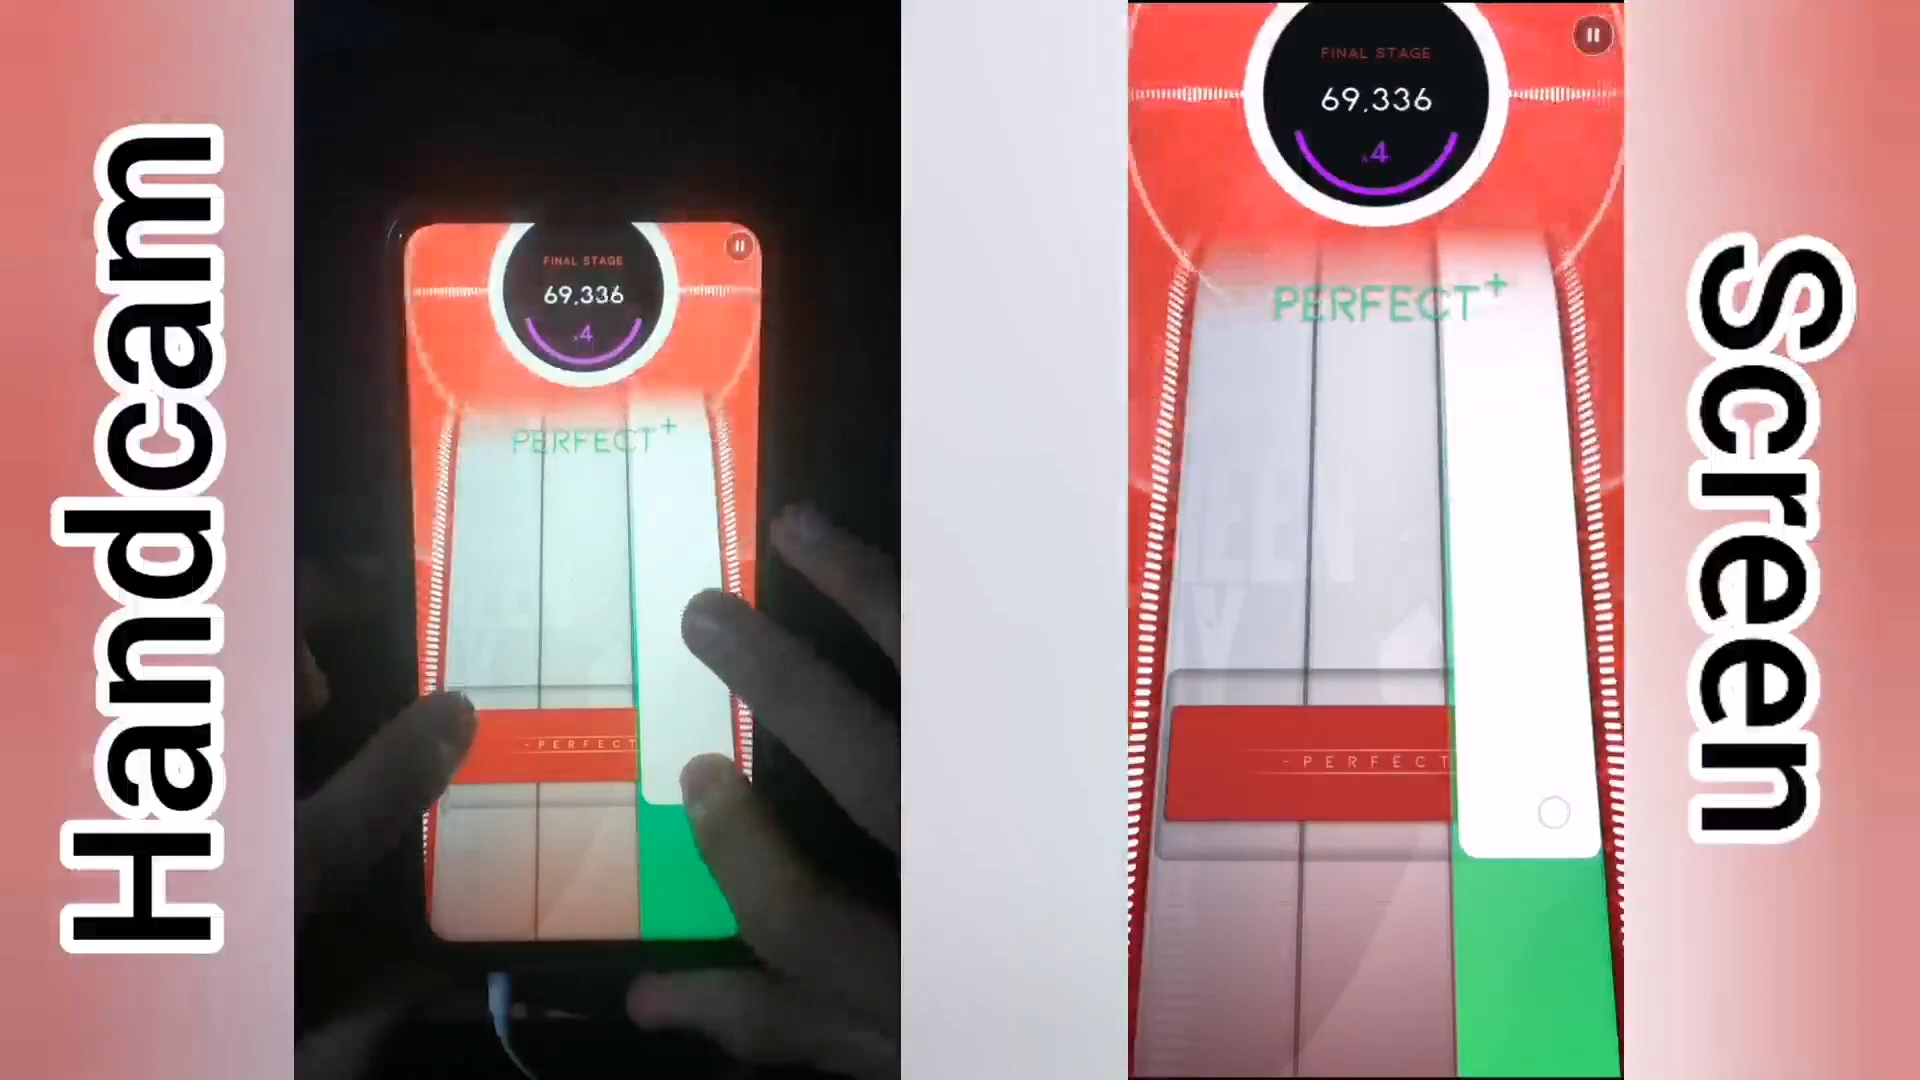 Handcam
FINAL STAGE
69,336
x4
PERFECT+
- PERFECT
FINAL STAGE
69,336
x4
PERFECT+
- PERFECT
Screen